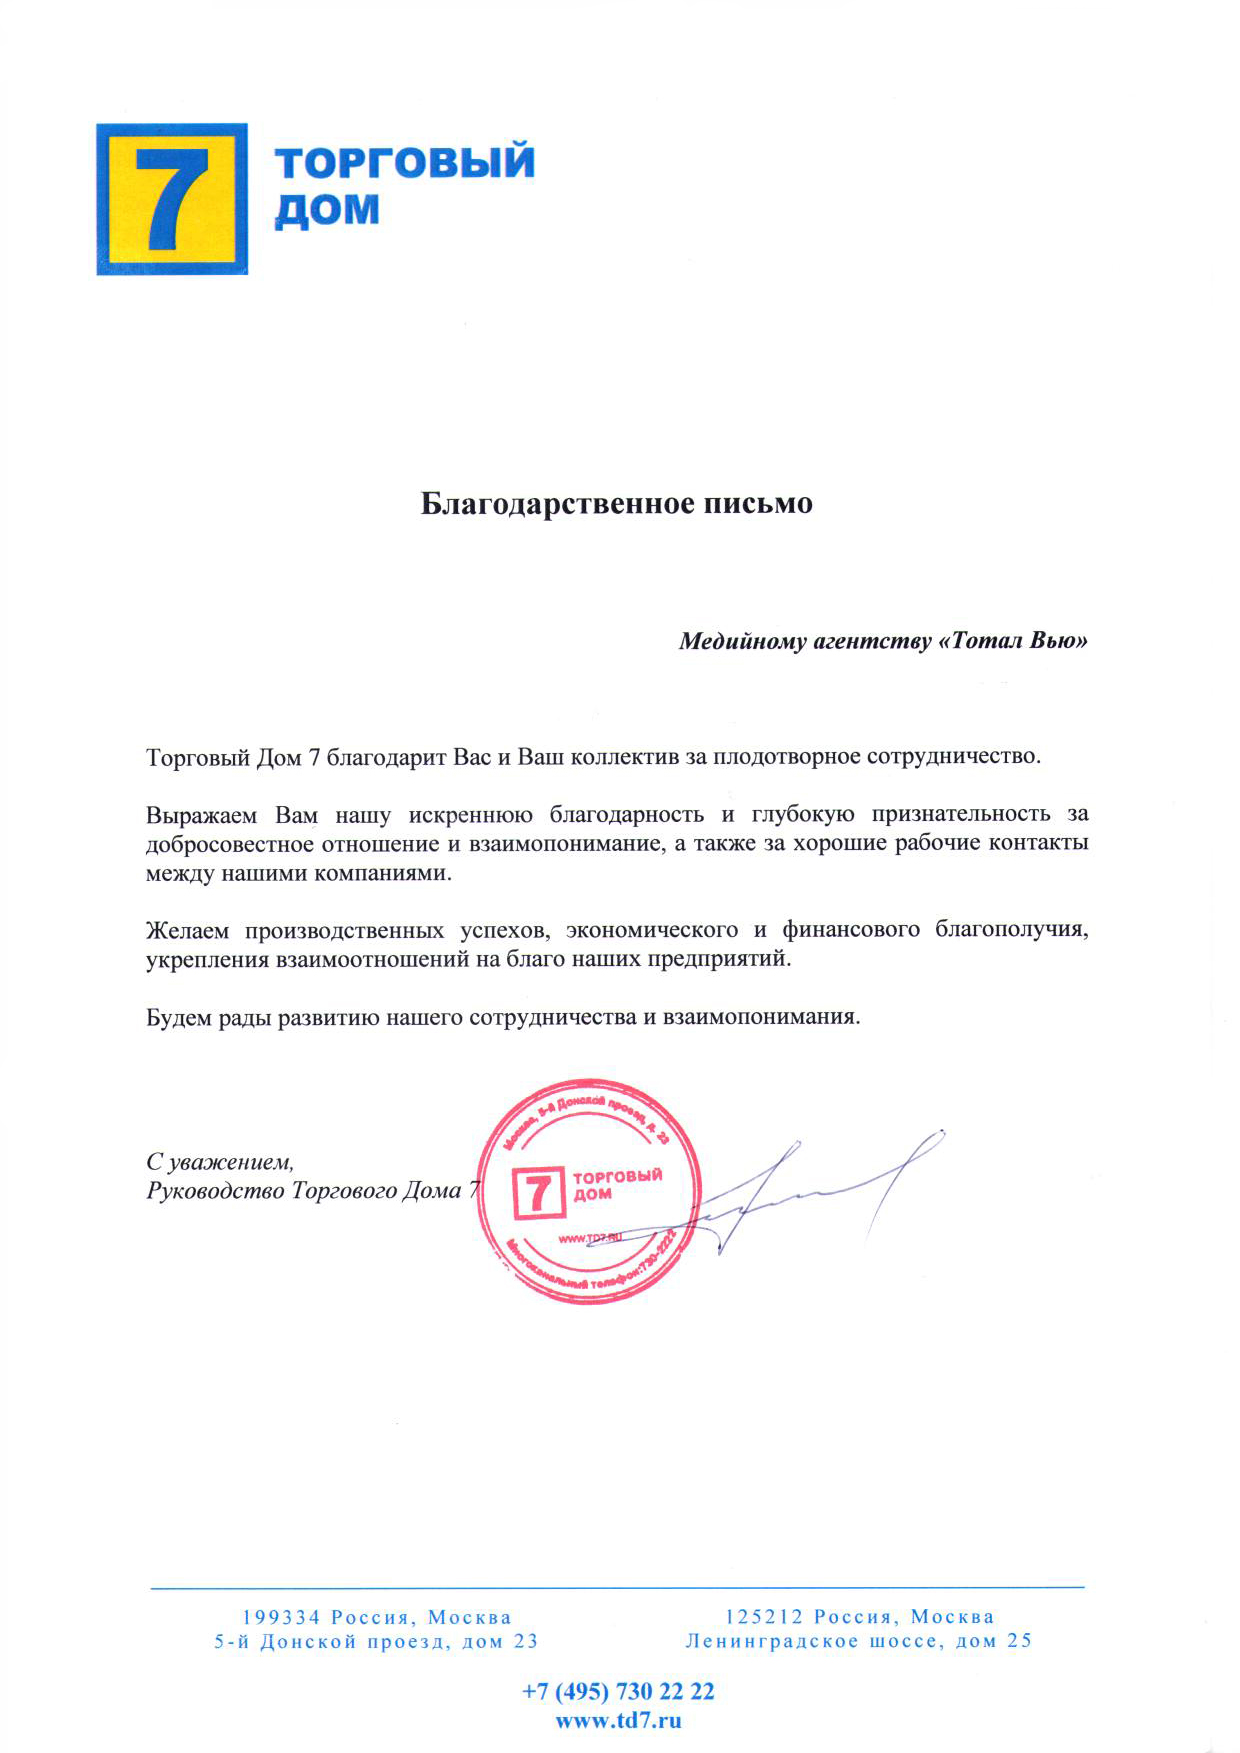 7
ТОРГОВЫЙ
ДОМ
Благодарственное письмо
Медийному агентству «Тотал Вью»
Торговый Дом 7 благодарит Вас и Ваш коллектив за плодотворное сотрудничество.
Выражаем Вам нашу искреннюю благодарность и глубокую признательность за
добросовестное отношение и взаимопонимание, а также за хорошие рабочие контакты
между нашими компаниями.
Желаем производственных успехов, экономического и финансового благополучия,
укрепления взаимоотношений на благо наших предприятий.
Будем рады развитию нашего сотрудничества и взаимопонимания.
С уважением,
Руководство Торгового Дома 7
Москва, 5-й Донской проезд, д. 23
7
ТОРГОВЫЙ
ДОМ
WWW.TD7.RU
Многоканальный телефон:730-2222
199334 Россия, Москва
5-й Донской проезд, дом 23
125212 Россия, Москва
Ленинградское шоссе, дом 25
+7 (495) 730 22 22
www.td7.ru